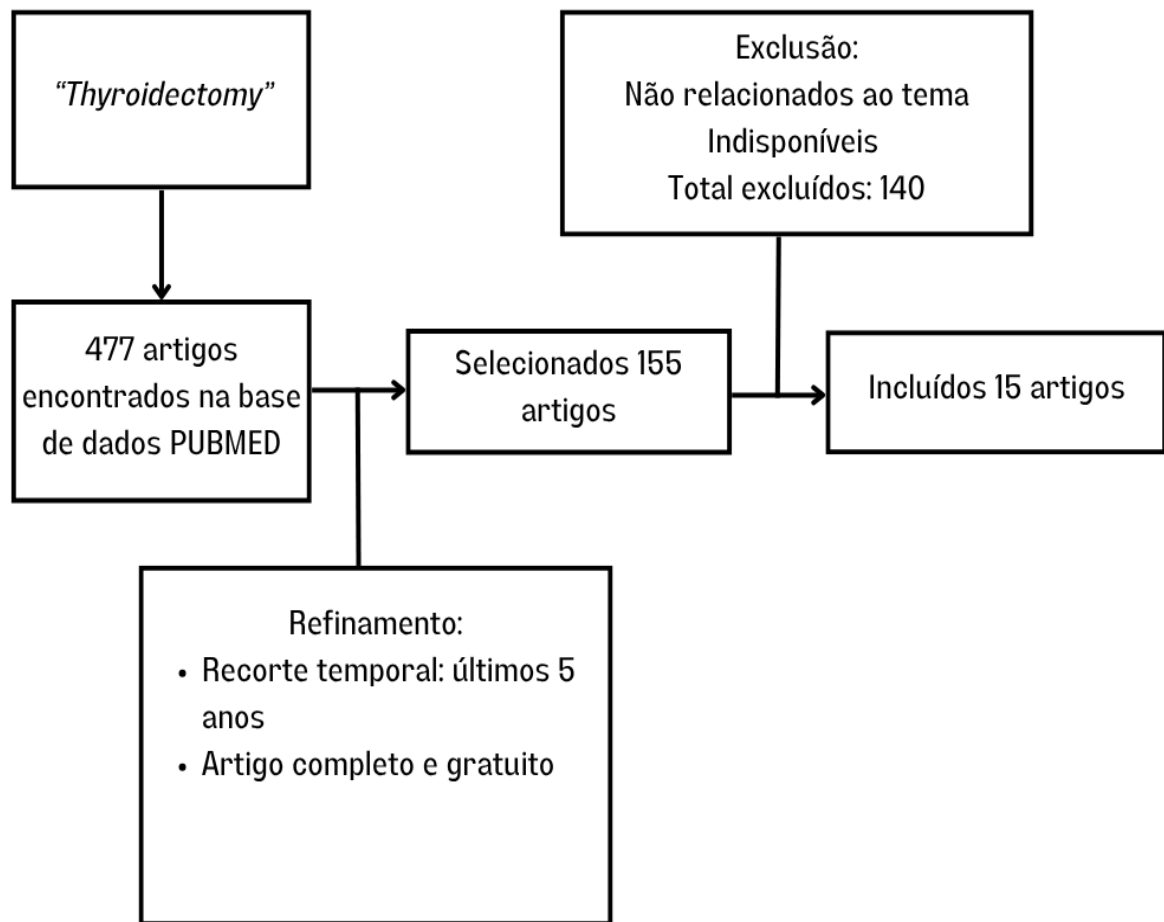 “Thyroidectomy”
Exclusão:
Não relacionados ao tema
Indisponíveis
Total excluídos: 140
477 artigos
encontrados na base
de dados PUBMED
Selecionados 155
artigos
Incluídos 15 artigos
Refinamento:
• Recorte temporal: últimos 5
anos
• Artigo completo e gratuito